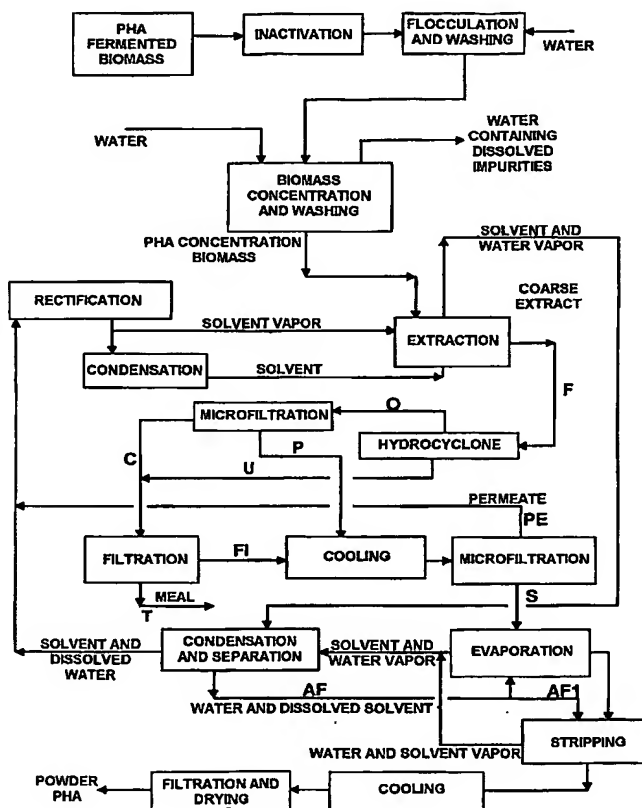 PHA
FERMENTED
BIOMASS
INACTIVATION
FLOCCULATION
AND WASHING
WATER
WATER
WATER
CONTAINING
DISSOLVED
IMPURITIES
BIOMASS
CONCENTRATION
AND WASHING
PHA CONCENTRATION
BIOMASS
SOLVENT AND
WATER VAPOR
RECTIFICATION
COARSE
EXTRACT
SOLVENT VAPOR
EXTRACTION
CONDENSATION
SOLVENT
F
MICROFILTRATION
O
HYDROCYCLONE
P
C
U
PERMEATE
PE
FILTRATION
FI
COOLING
MICROFILTRATION
MEAL
T
S
SOLVENT AND
DISSOLVED
WATER
CONDENSATION
AND SEPARATION
SOLVENT AND
WATER VAPOR
EVAPORATION
AF
WATER AND DISSOLVED SOLVENT
AF1
WATER AND SOLVENT VAPOR
STRIPPING
POWDER
PHA
FILTRATION AND
DRYING
COOLING